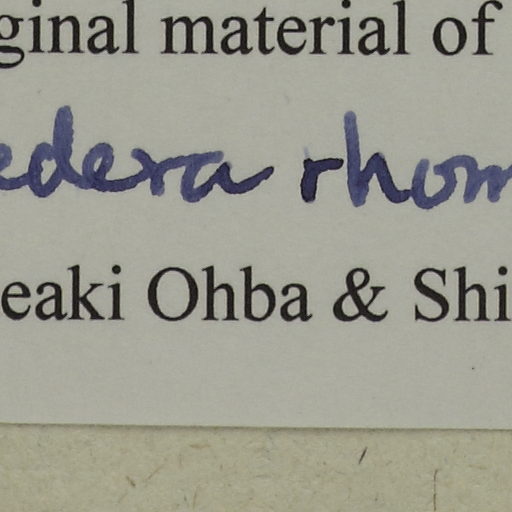 ginal material of
edera rhom
eaki Ohba & Shi